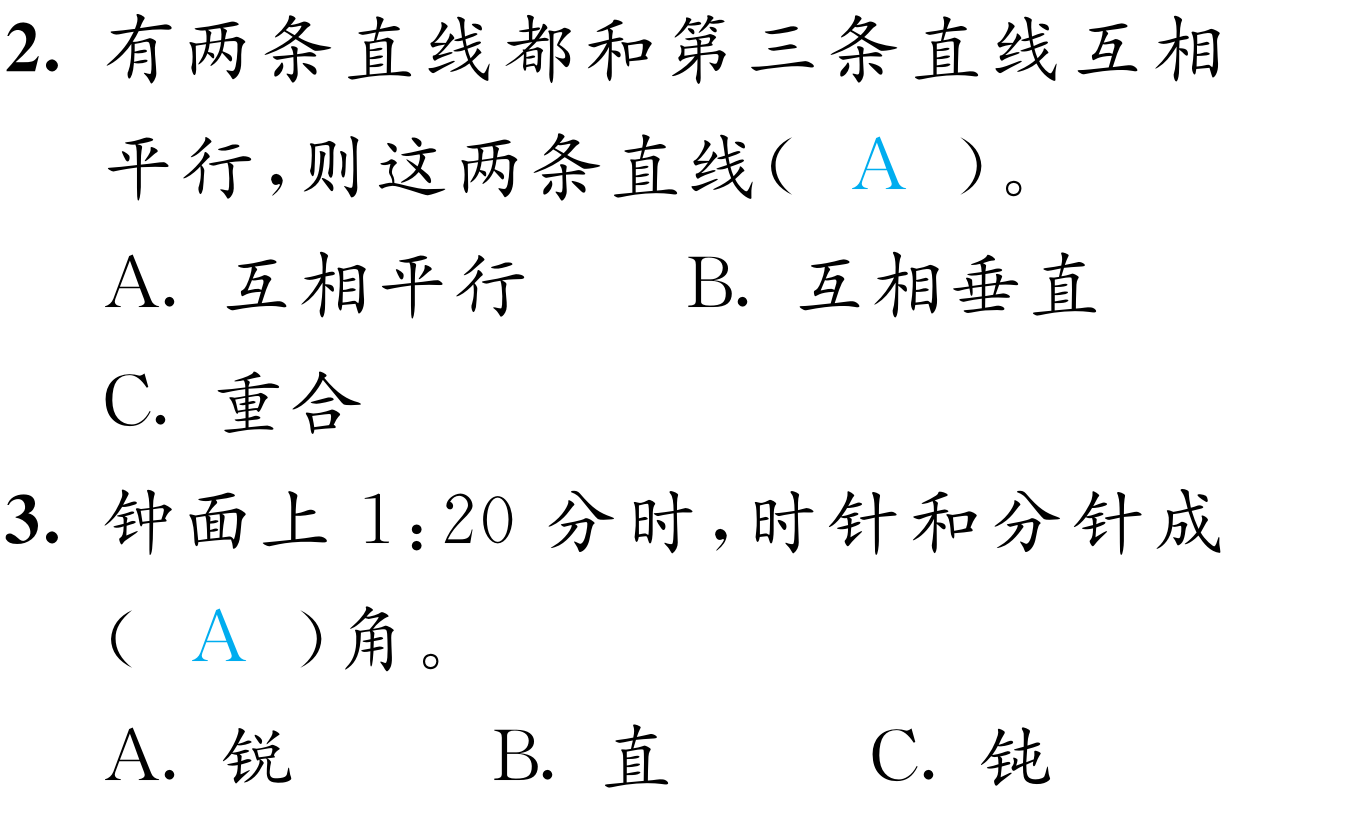 2. 有两条直线都和第三条直线互相
平行,则这两条直线( A )。
A. 互相平行 B. 互相垂直
C. 重合
3. 钟面上 1:20 分时,时针和分针成
( A )角。
A. 锐 B. 直 C. 钝